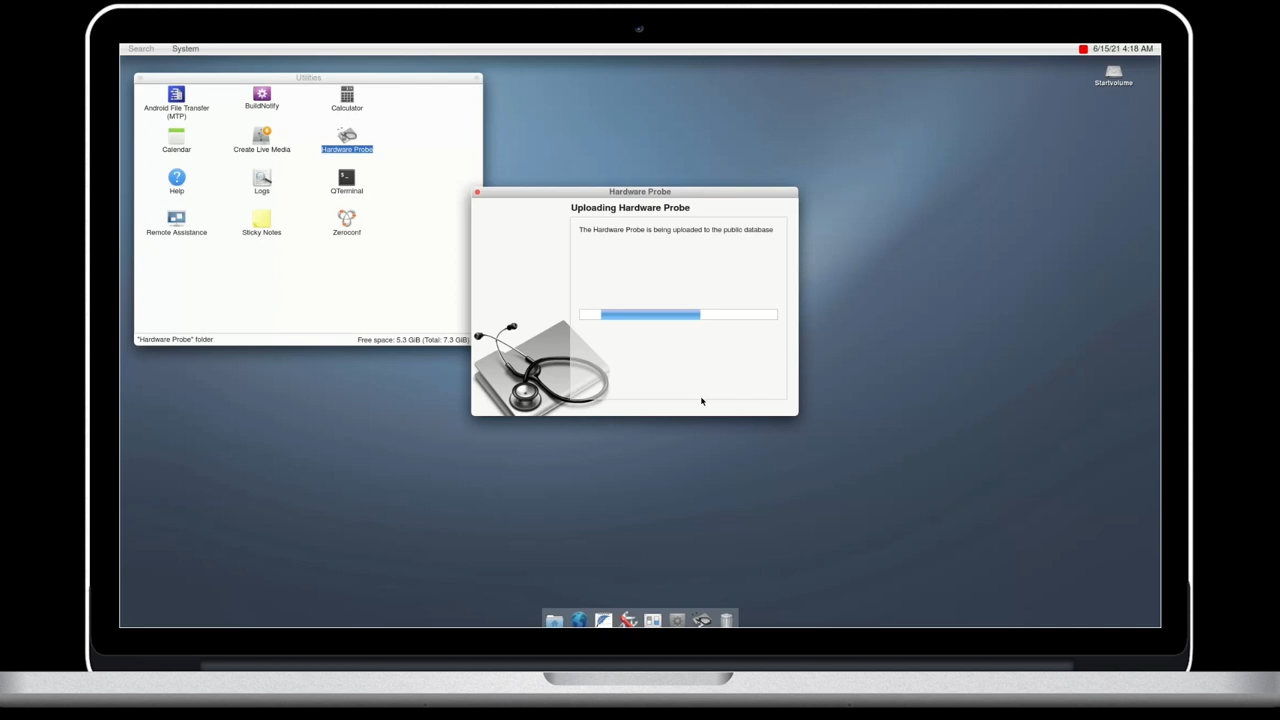 Search System 6/15/21 4:18 AM
Startvolume
Utilities
Android File Transfer
(MTP)
BuildNotify
Calculator
Calendar
Create Live Media
Hardware Probe
Help
Logs
QTerminal
Remote Assistance
Sticky Notes
Zeroconf
"Hardware Probe" folder
Free space: 5.3 GiB (Total: 7.3 GiB)
Hardware Probe
Uploading Hardware Probe
The Hardware Probe is being uploaded to the public database